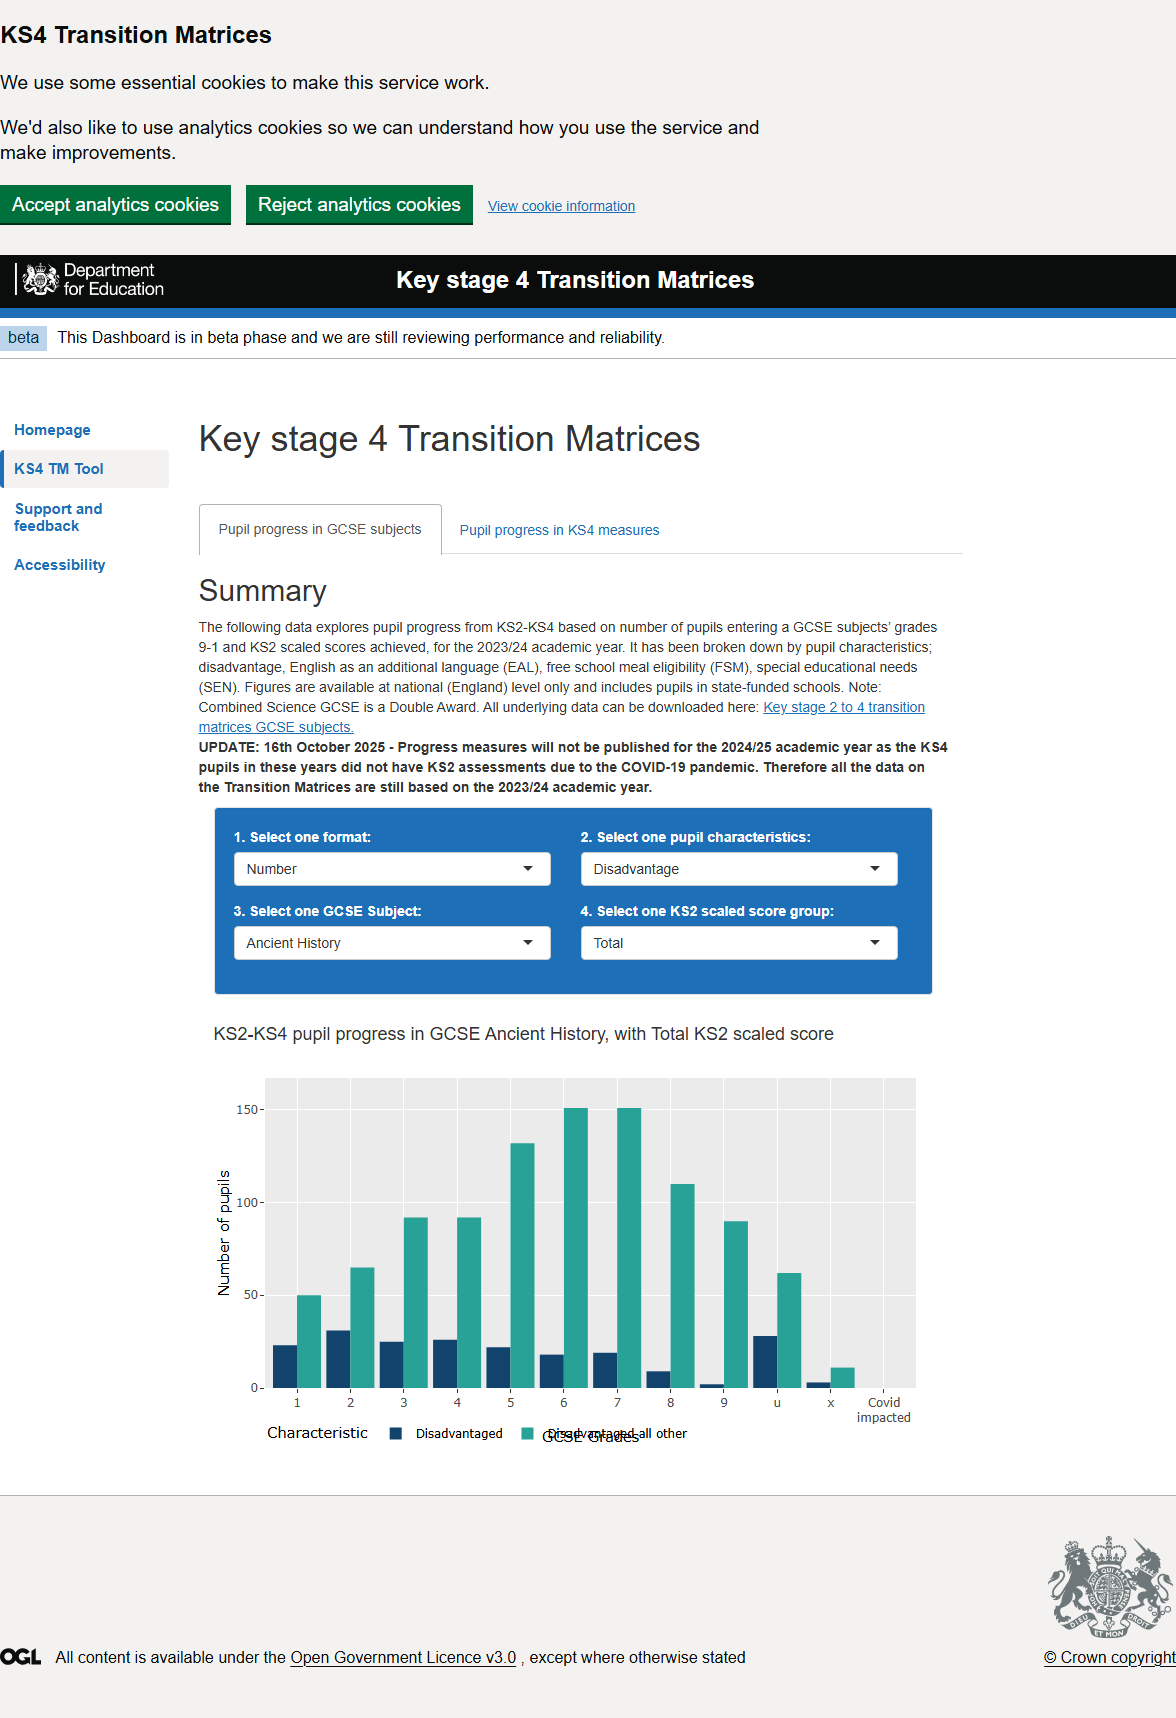 KS4 Transition Matrices
We use some essential cookies to make this service work.
We'd also like to use analytics cookies so we can understand how you use the service and
make improvements.
Accept analytics cookies Reject analytics cookies View cookie information
Department
for Education
Key stage 4 Transition Matrices
beta This Dashboard is in beta phase and we are still reviewing performance and reliability.
Homepage
KS4 TM Tool
Support and
feedback
Accessibility
Key stage 4 Transition Matrices
Pupil progress in GCSE subjects Pupil progress in KS4 measures
Summary
The following data explores pupil progress from KS2-KS4 based on number of pupils entering a GCSE subjects' grades
9-1 and KS2 scaled scores achieved, for the 2023/24 academic year. It has been broken down by pupil characteristics;
disadvantage, English as an additional language (EAL), free school meal eligibility (FSM), special educational needs
(SEN). Figures are available at national (England) level only and includes pupils in state-funded schools. Note:
Combined Science GCSE is a Double Award. All underlying data can be downloaded here: Key stage 2 to 4 transition
matrices GCSE subjects.
UPDATE: 16th October 2025 - Progress measures will not be published for the 2024/25 academic year as the KS4
pupils in these years did not have KS2 assessments due to the COVID-19 pandemic. Therefore all the data on
the Transition Matrices are still based on the 2023/24 academic year.
1. Select one format: 2. Select one pupil characteristics:
Number Disadvantage
3. Select one GCSE Subject: 4. Select one KS2 scaled score group:
Ancient History Total
KS2-KS4 pupil progress in GCSE Ancient History, with Total KS2 scaled score
Number of pupils
150
100
50
0
1 2 3 4 5 6 7 8 9 u x Covid
impacted
Characteristic Disadvantaged Disadvantaged all other
GCSE Grades
OGL All content is available under the Open Government Licence v3.0 , except where otherwise stated
© Crown copyright